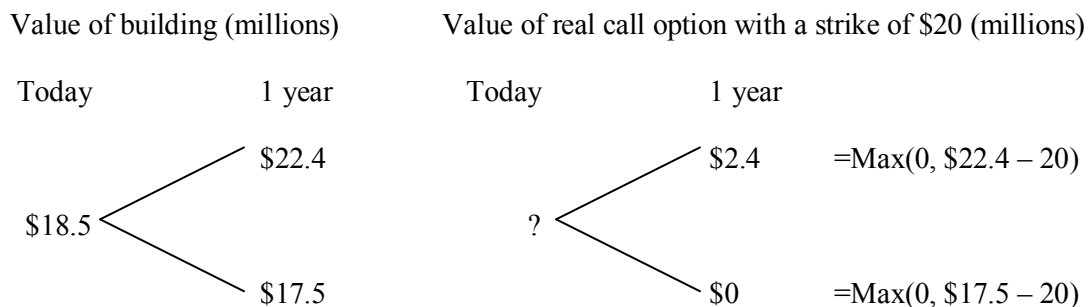 Value of building (millions) Value of real call option with a strike of $20 (millions)
Today 1 year Today 1 year
$22.4 $2.4 =Max(0, $22.4 – 20)
$18.5 ?
$17.5 $0 =Max(0, $17.5 – 20)